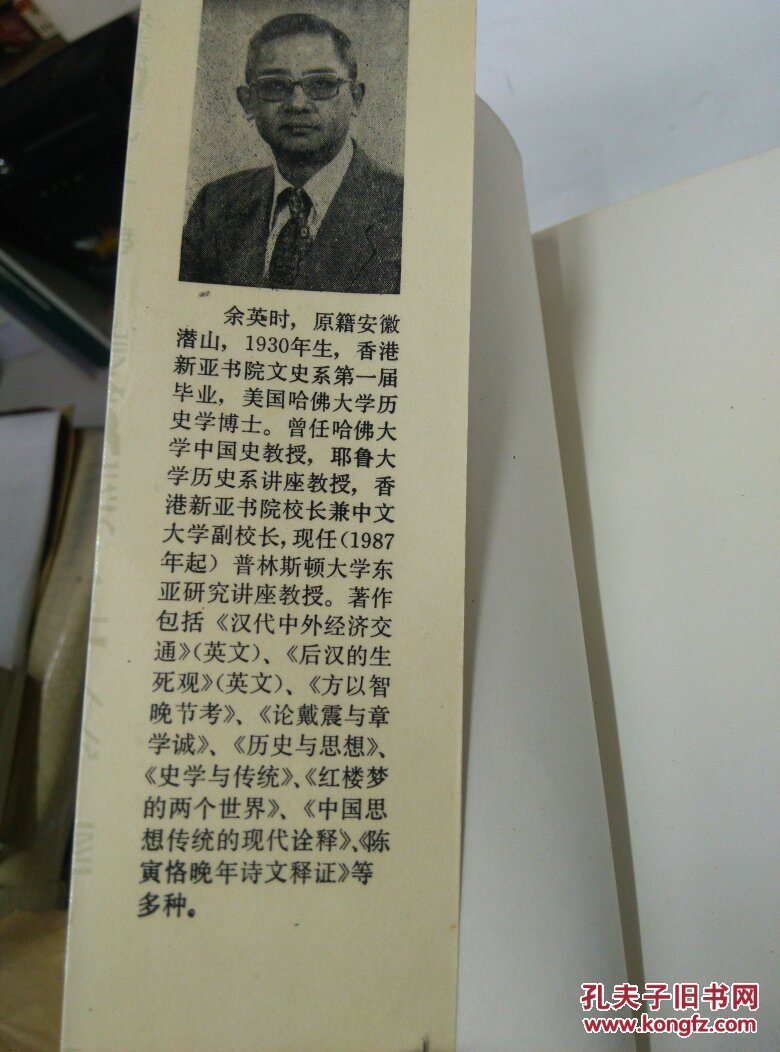 余英时，原籍安徽
潜山，1930年生，香港
新亚书院文史系第一届
毕业，美国哈佛大学历
史学博士。曾任哈佛大
学中国史教授，耶鲁大
学历史系讲座教授，香
港新亚书院校长兼中文
大学副校长，现任(1987
年起）普林斯顿大学东
亚研究讲座教授。著作
包括《汉代中外经济交
通》(英文)、《后汉的生
死观》(英文)、《方以智
晚节考》、《论戴震与章
学诚》、《历史与思想》、
《史学与传统》、《红楼梦
的两个世界》、《中国思
想传统的现代诠释》、《陈
寅恪晚年诗文释证》等
多种。
孔夫子旧书网
www.kongfz.com